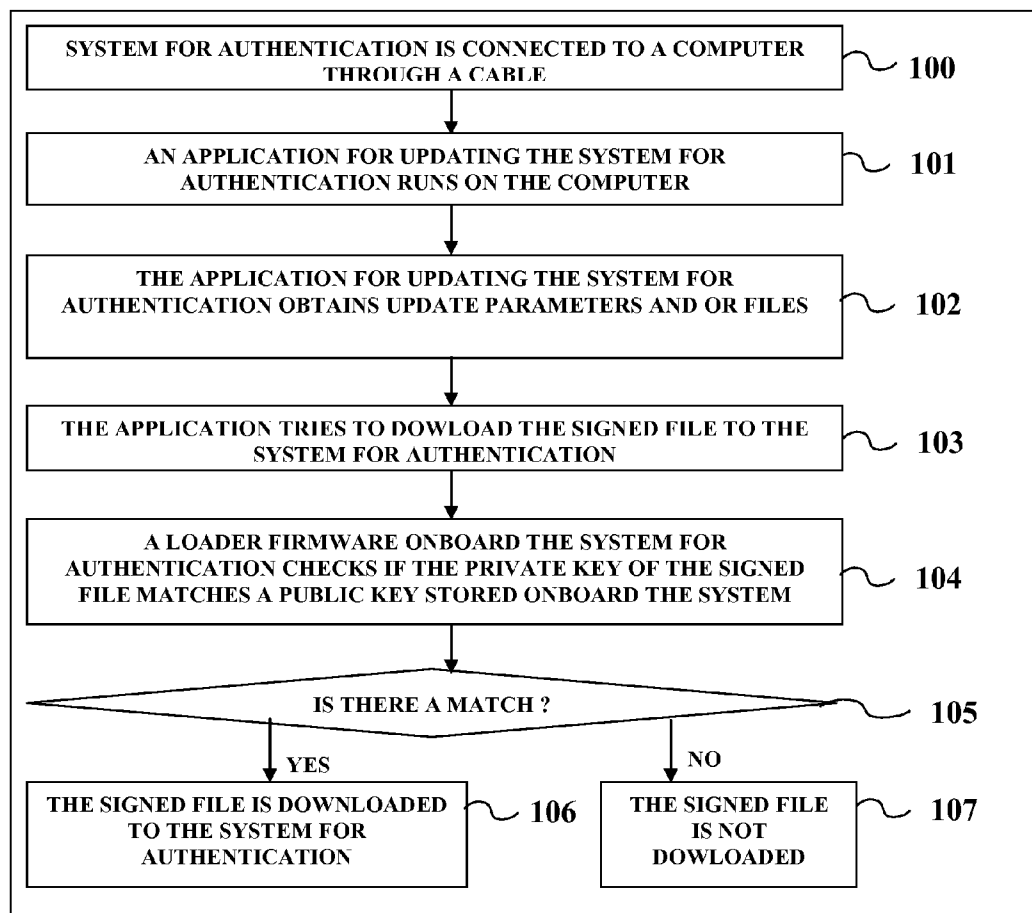 SYSTEM FOR AUTHENTICATION IS CONNECTED TO A COMPUTER
THROUGH A CABLE
100
AN APPLICATION FOR UPDATING THE SYSTEM FOR
AUTHENTICATION RUNS ON THE COMPUTER
101
THE APPLICATION FOR UPDATING THE SYSTEM FOR
AUTHENTICATION OBTAINS UPDATE PARAMETERS AND OR FILES
102
THE APPLICATION TRIES TO DOWLOAD THE SIGNED FILE TO THE
SYSTEM FOR AUTHENTICATION
103
A LOADER FIRMWARE ONBOARD THE SYSTEM FOR
AUTHENTICATION CHECKS IF THE PRIVATE KEY OF THE SIGNED
FILE MATCHES A PUBLIC KEY STORED ONBOARD THE SYSTEM
104
IS THERE A MATCH ?
105
YES
NO
THE SIGNED FILE IS DOWNLOADED
TO THE SYSTEM FOR
AUTHENTICATION
106
THE SIGNED FILE
IS NOT
DOWLOADED
107